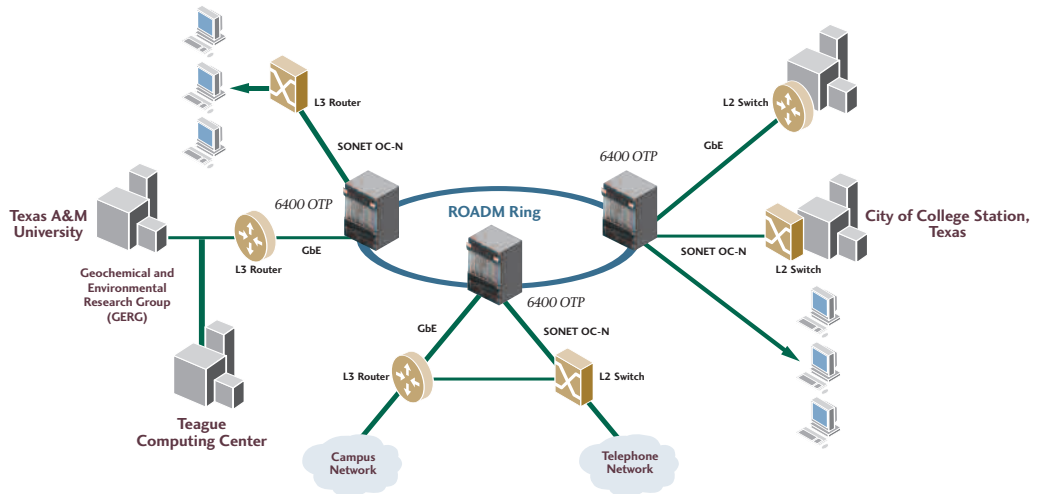 L3 Router
L2 Switch
SONET OC-N
GbE
6400 OTP
6400 OTP
Texas A&M
University
ROADM Ring
City of College Station,
Texas
GbE
SONET OC-N
L3 Router
L2 Switch
Geochemical and
Environmental
Research Group
(GERG)
6400 OTP
GbE
SONET OC-N
L3 Router
L2 Switch
Teague
Computing Center
Campus
Network
Telephone
Network